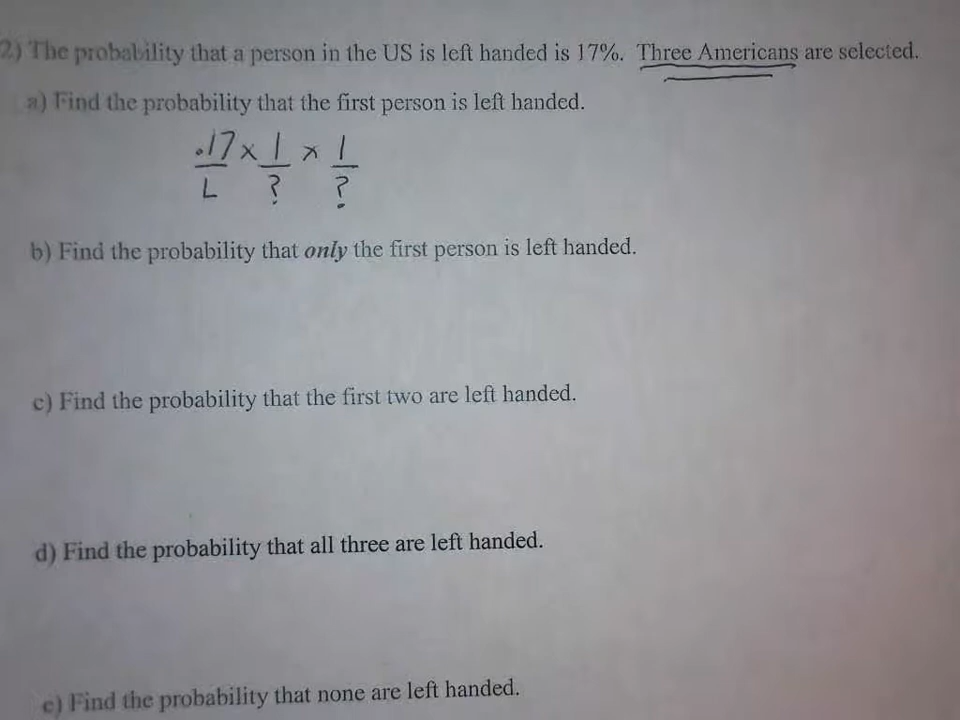 2) The probability that a person in the US is left handed is 17%. Three Americans are selected.
a) Find the probability that the first person is left handed.
.17 x 1 x 1
L ? ?
b) Find the probability that only the first person is left handed.
c) Find the probability that the first two are left handed.
d) Find the probability that all three are left handed.
e) Find the probability that none are left handed.